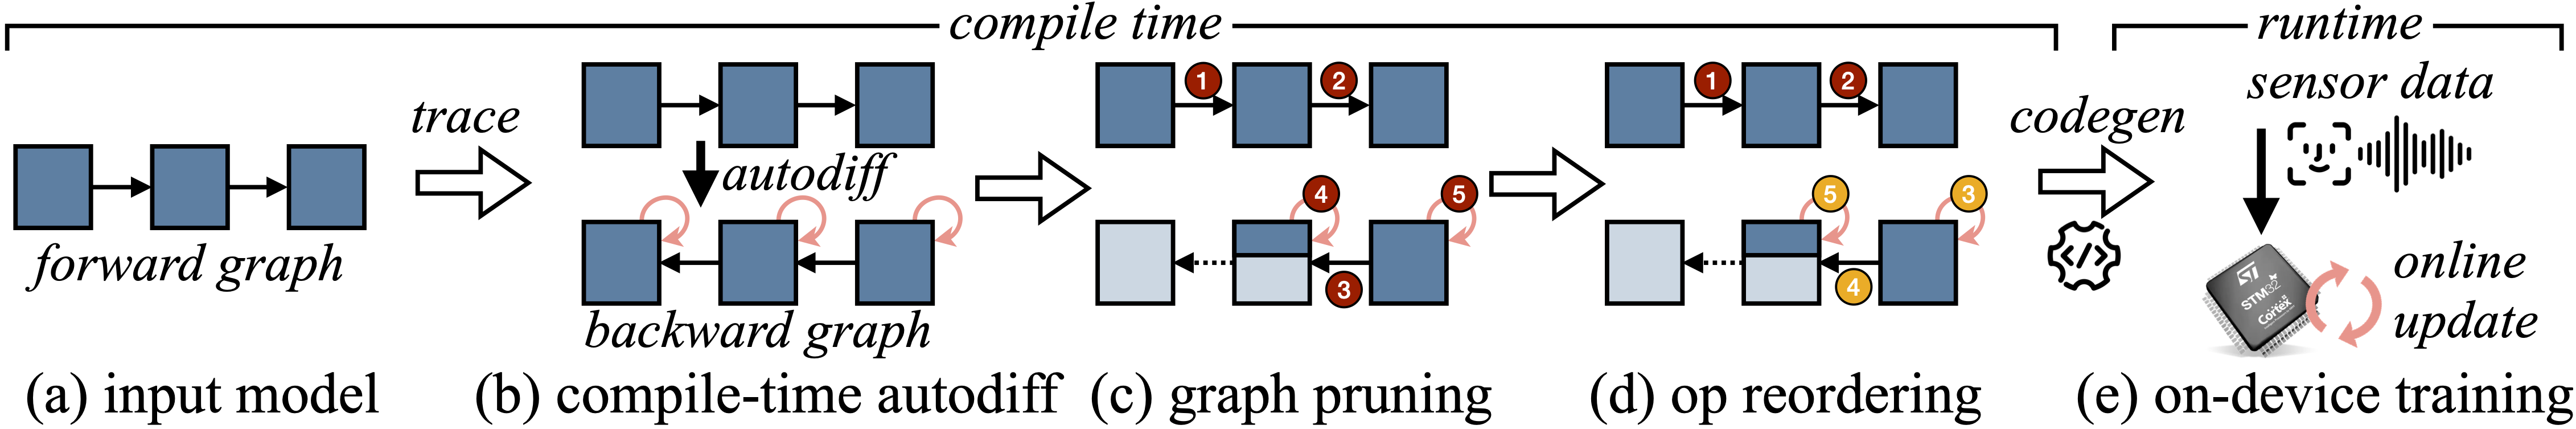 compile time
runtime
trace
forward graph
autodiff
backward graph
1
2
4
5
3
1
2
5
3
4
codegen
</>
sensor data
ST
STM32
Cortex
online
update
(a) input model
(b) compile-time autodiff
(c) graph pruning
(d) op reordering
(e) on-device training